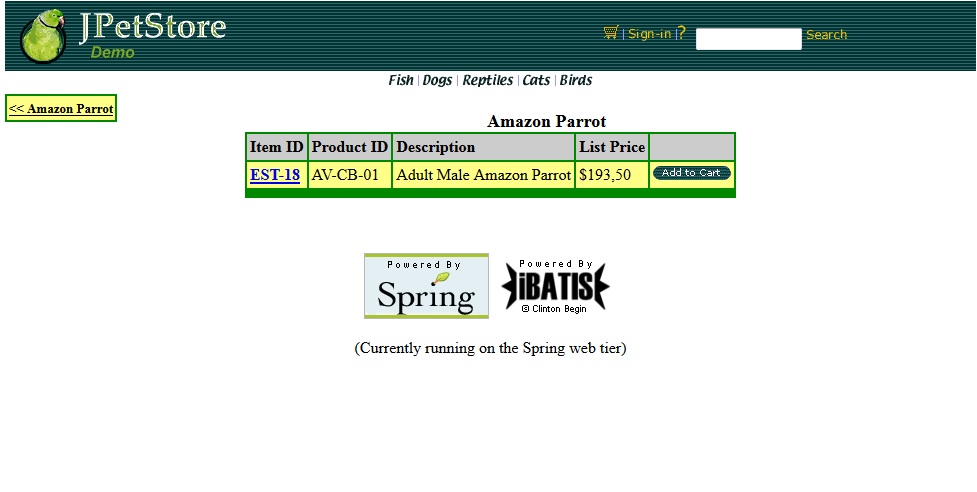 JPetStore
Demo
| Sign-in |? Search
Fish | Dogs | Reptiles | Cats | Birds
<< Amazon Parrot
Amazon Parrot
Item ID Product ID Description List Price
EST-18 AV-CB-01 Adult Male Amazon Parrot $193,50 Add to Cart
Powered By
Spring
Powered By
iBATIS
© Clinton Begin
(Currently running on the Spring web tier)